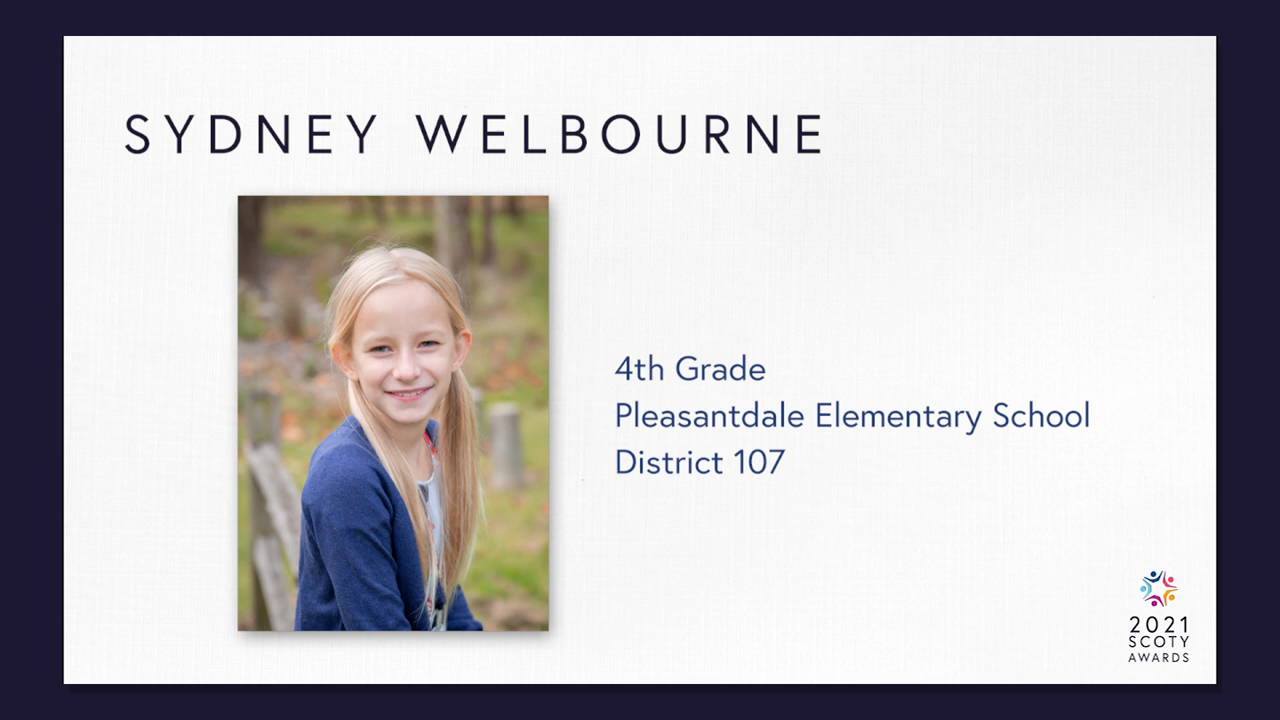 SYDNEY WELBOURNE
4th Grade
Pleasantdale Elementary School
District 107
2021
SCOTY
AWARDS